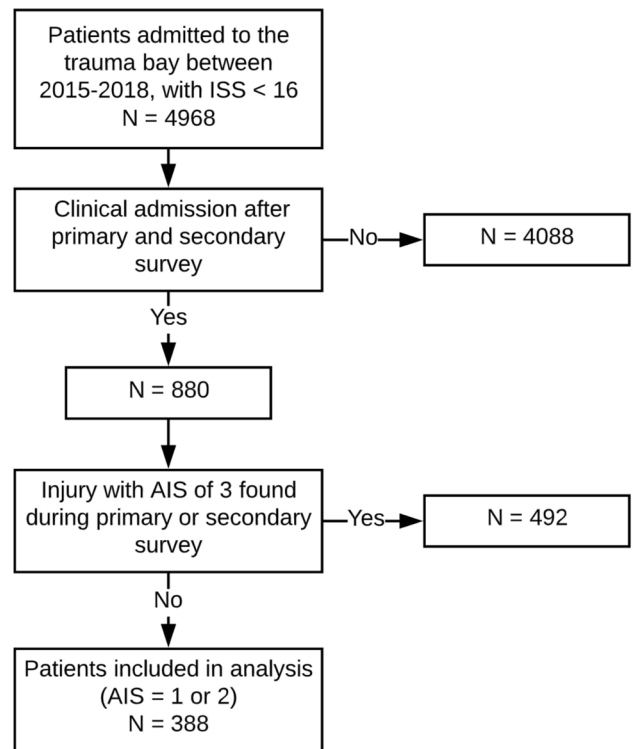 Patients admitted to the
trauma bay between
2015-2018, with ISS < 16
N = 4968
Clinical admission after
primary and secondary
survey
No
N = 4088
Yes
N = 880
Injury with AIS of 3 found
during primary or secondary
survey
Yes
N = 492
No
Patients included in analysis
(AIS = 1 or 2)
N = 388